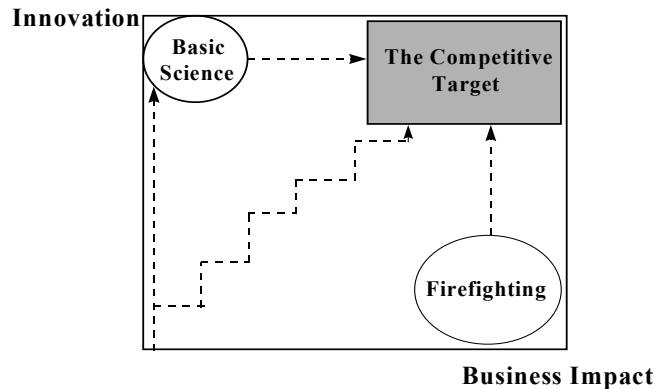 Innovation
Basic
Science
The Competitive
Target
Firefighting
Business Impact